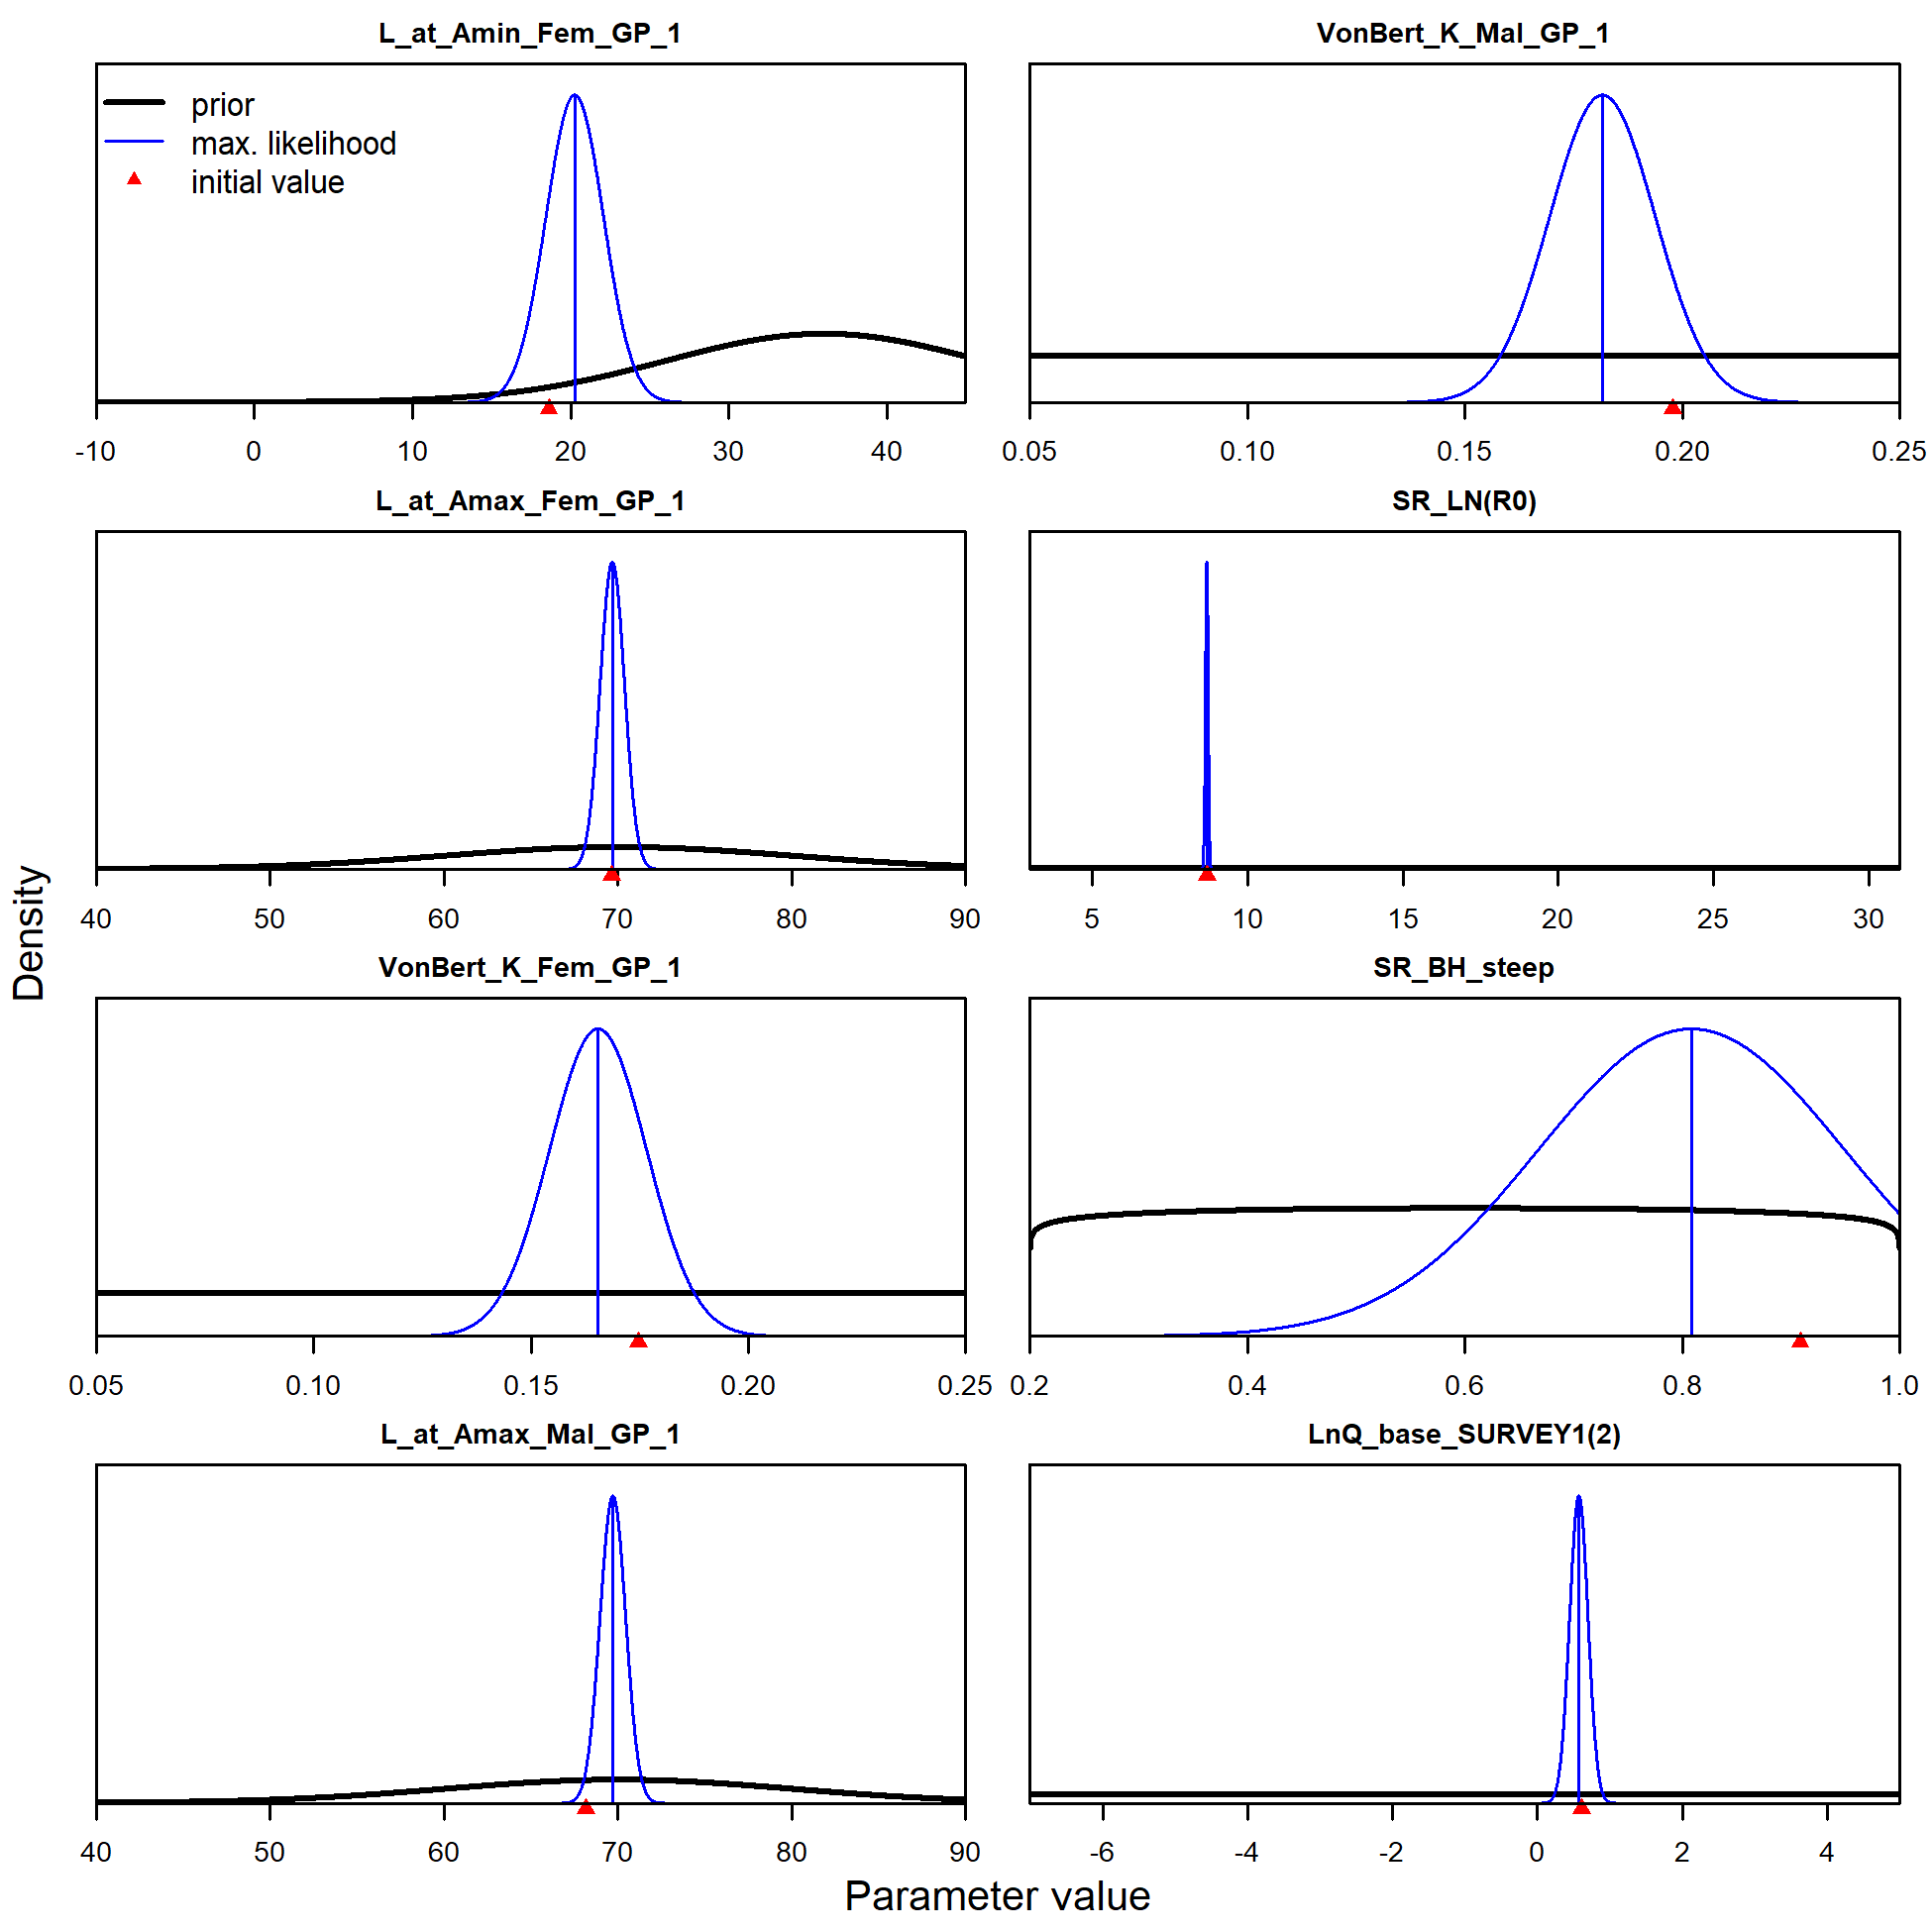 L_at_Amin_Fem_GP_1
prior
max. likelihood
initial value
-10 0 10 20 30 40
VonBert_K_Mal_GP_1
0.05 0.10 0.15 0.20 0.25
L_at_Amax_Fem_GP_1
40 50 60 70 80 90
SR_LN(R0)
5 10 15 20 25 30
VonBert_K_Fem_GP_1
0.05 0.10 0.15 0.20 0.25
SR_BH_steep
0.2 0.4 0.6 0.8 1.0
L_at_Amax_Mal_GP_1
40 50 60 70 80 90
LnQ_base_SURVEY1(2)
-6 -4 -2 0 2 4
Density
Parameter value